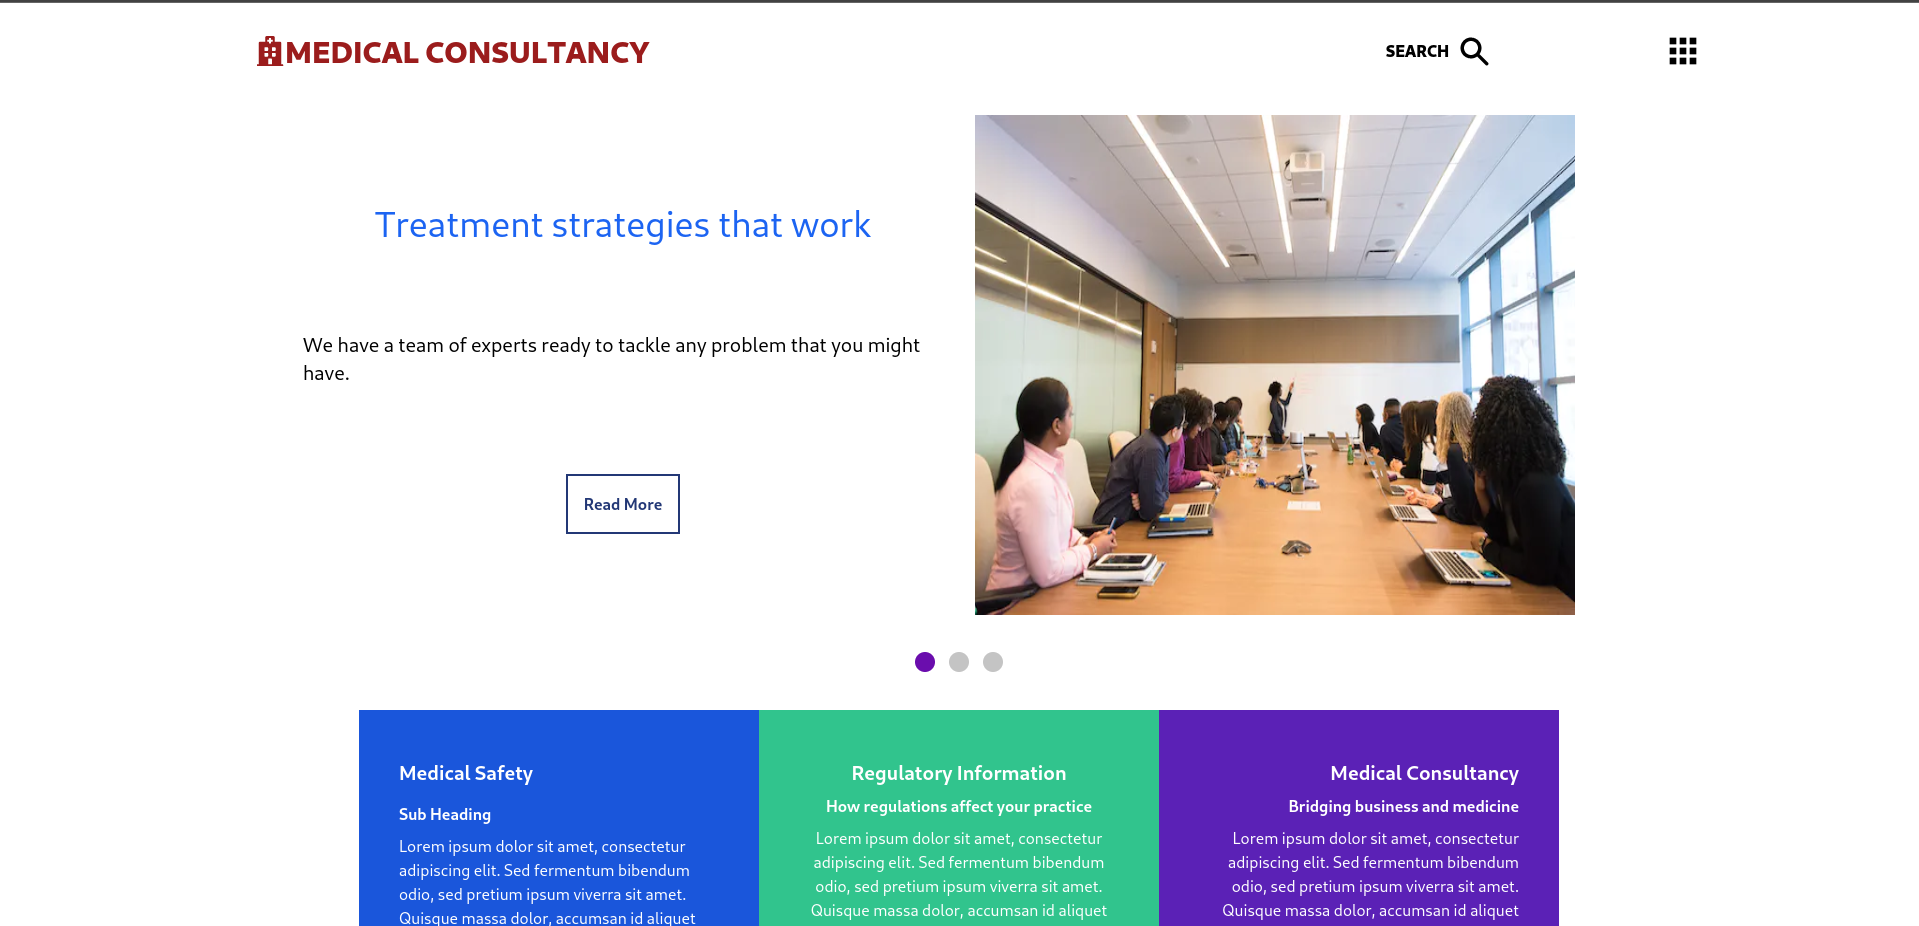 MEDICAL CONSULTANCY
SEARCH
Treatment strategies that work
We have a team of experts ready to tackle any problem that you might
have.
Read More
Medical Safety
Sub Heading
Lorem ipsum dolor sit amet, consectetur
adipiscing elit. Sed fermentum bibendum
odio, sed pretium ipsum viverra sit amet.
Quisque massa dolor, accumsan id aliquet
Regulatory Information
How regulations affect your practice
Lorem ipsum dolor sit amet, consectetur
adipiscing elit. Sed fermentum bibendum
odio, sed pretium ipsum viverra sit amet.
Quisque massa dolor, accumsan id aliquet
Medical Consultancy
Bridging business and medicine
Lorem ipsum dolor sit amet, consectetur
adipiscing elit. Sed fermentum bibendum
odio, sed pretium ipsum viverra sit amet.
Quisque massa dolor, accumsan id aliquet